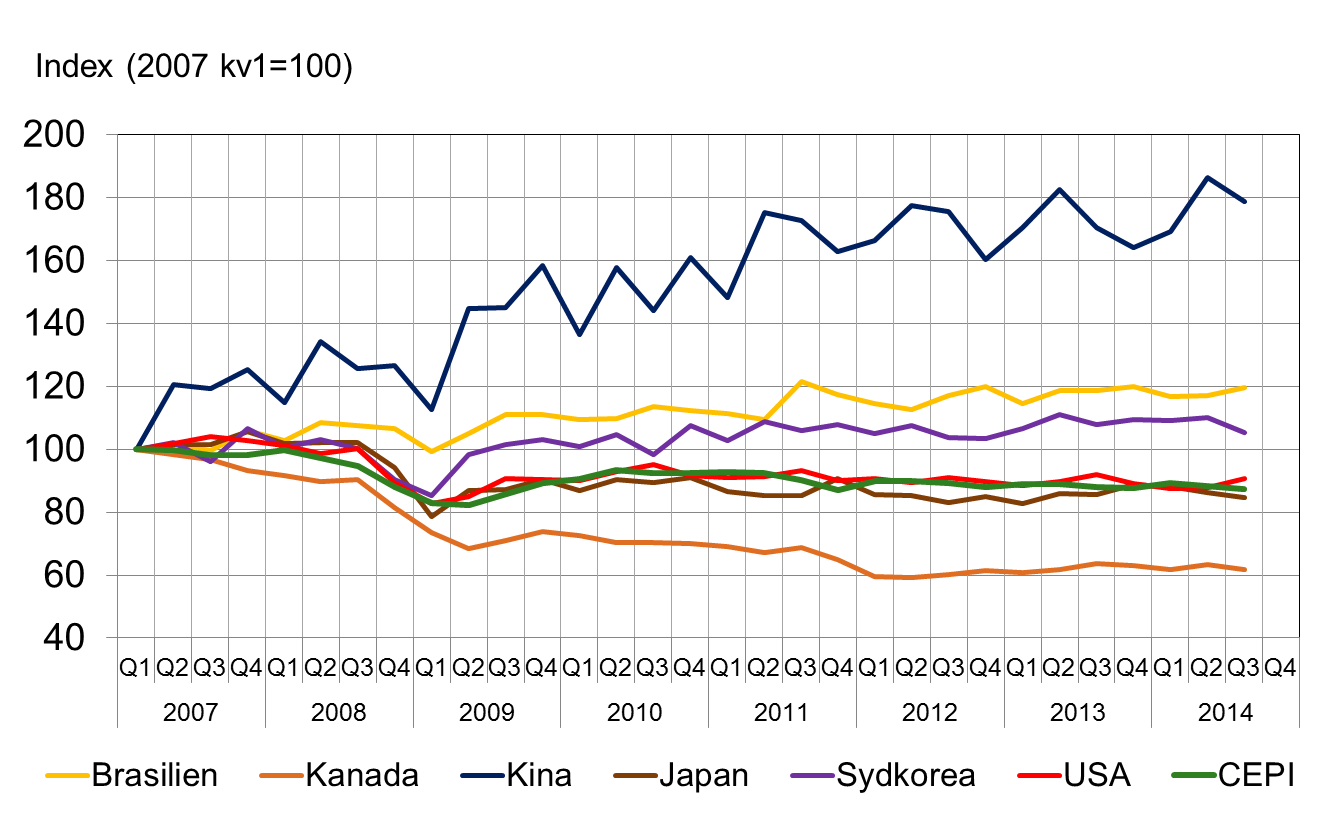 Index (2007 kv1=100)
200
180
160
140
120
100
80
60
40
Q1 Q2 Q3 Q4 Q1 Q2 Q3 Q4 Q1 Q2 Q3 Q4 Q1 Q2 Q3 Q4 Q1 Q2 Q3 Q4 Q1 Q2 Q3 Q4 Q1 Q2 Q3 Q4 Q1 Q2 Q3 Q4
2007 2008 2009 2010 2011 2012 2013 2014
Brasilien Kanada Kina Japan Sydkorea USA CEPI